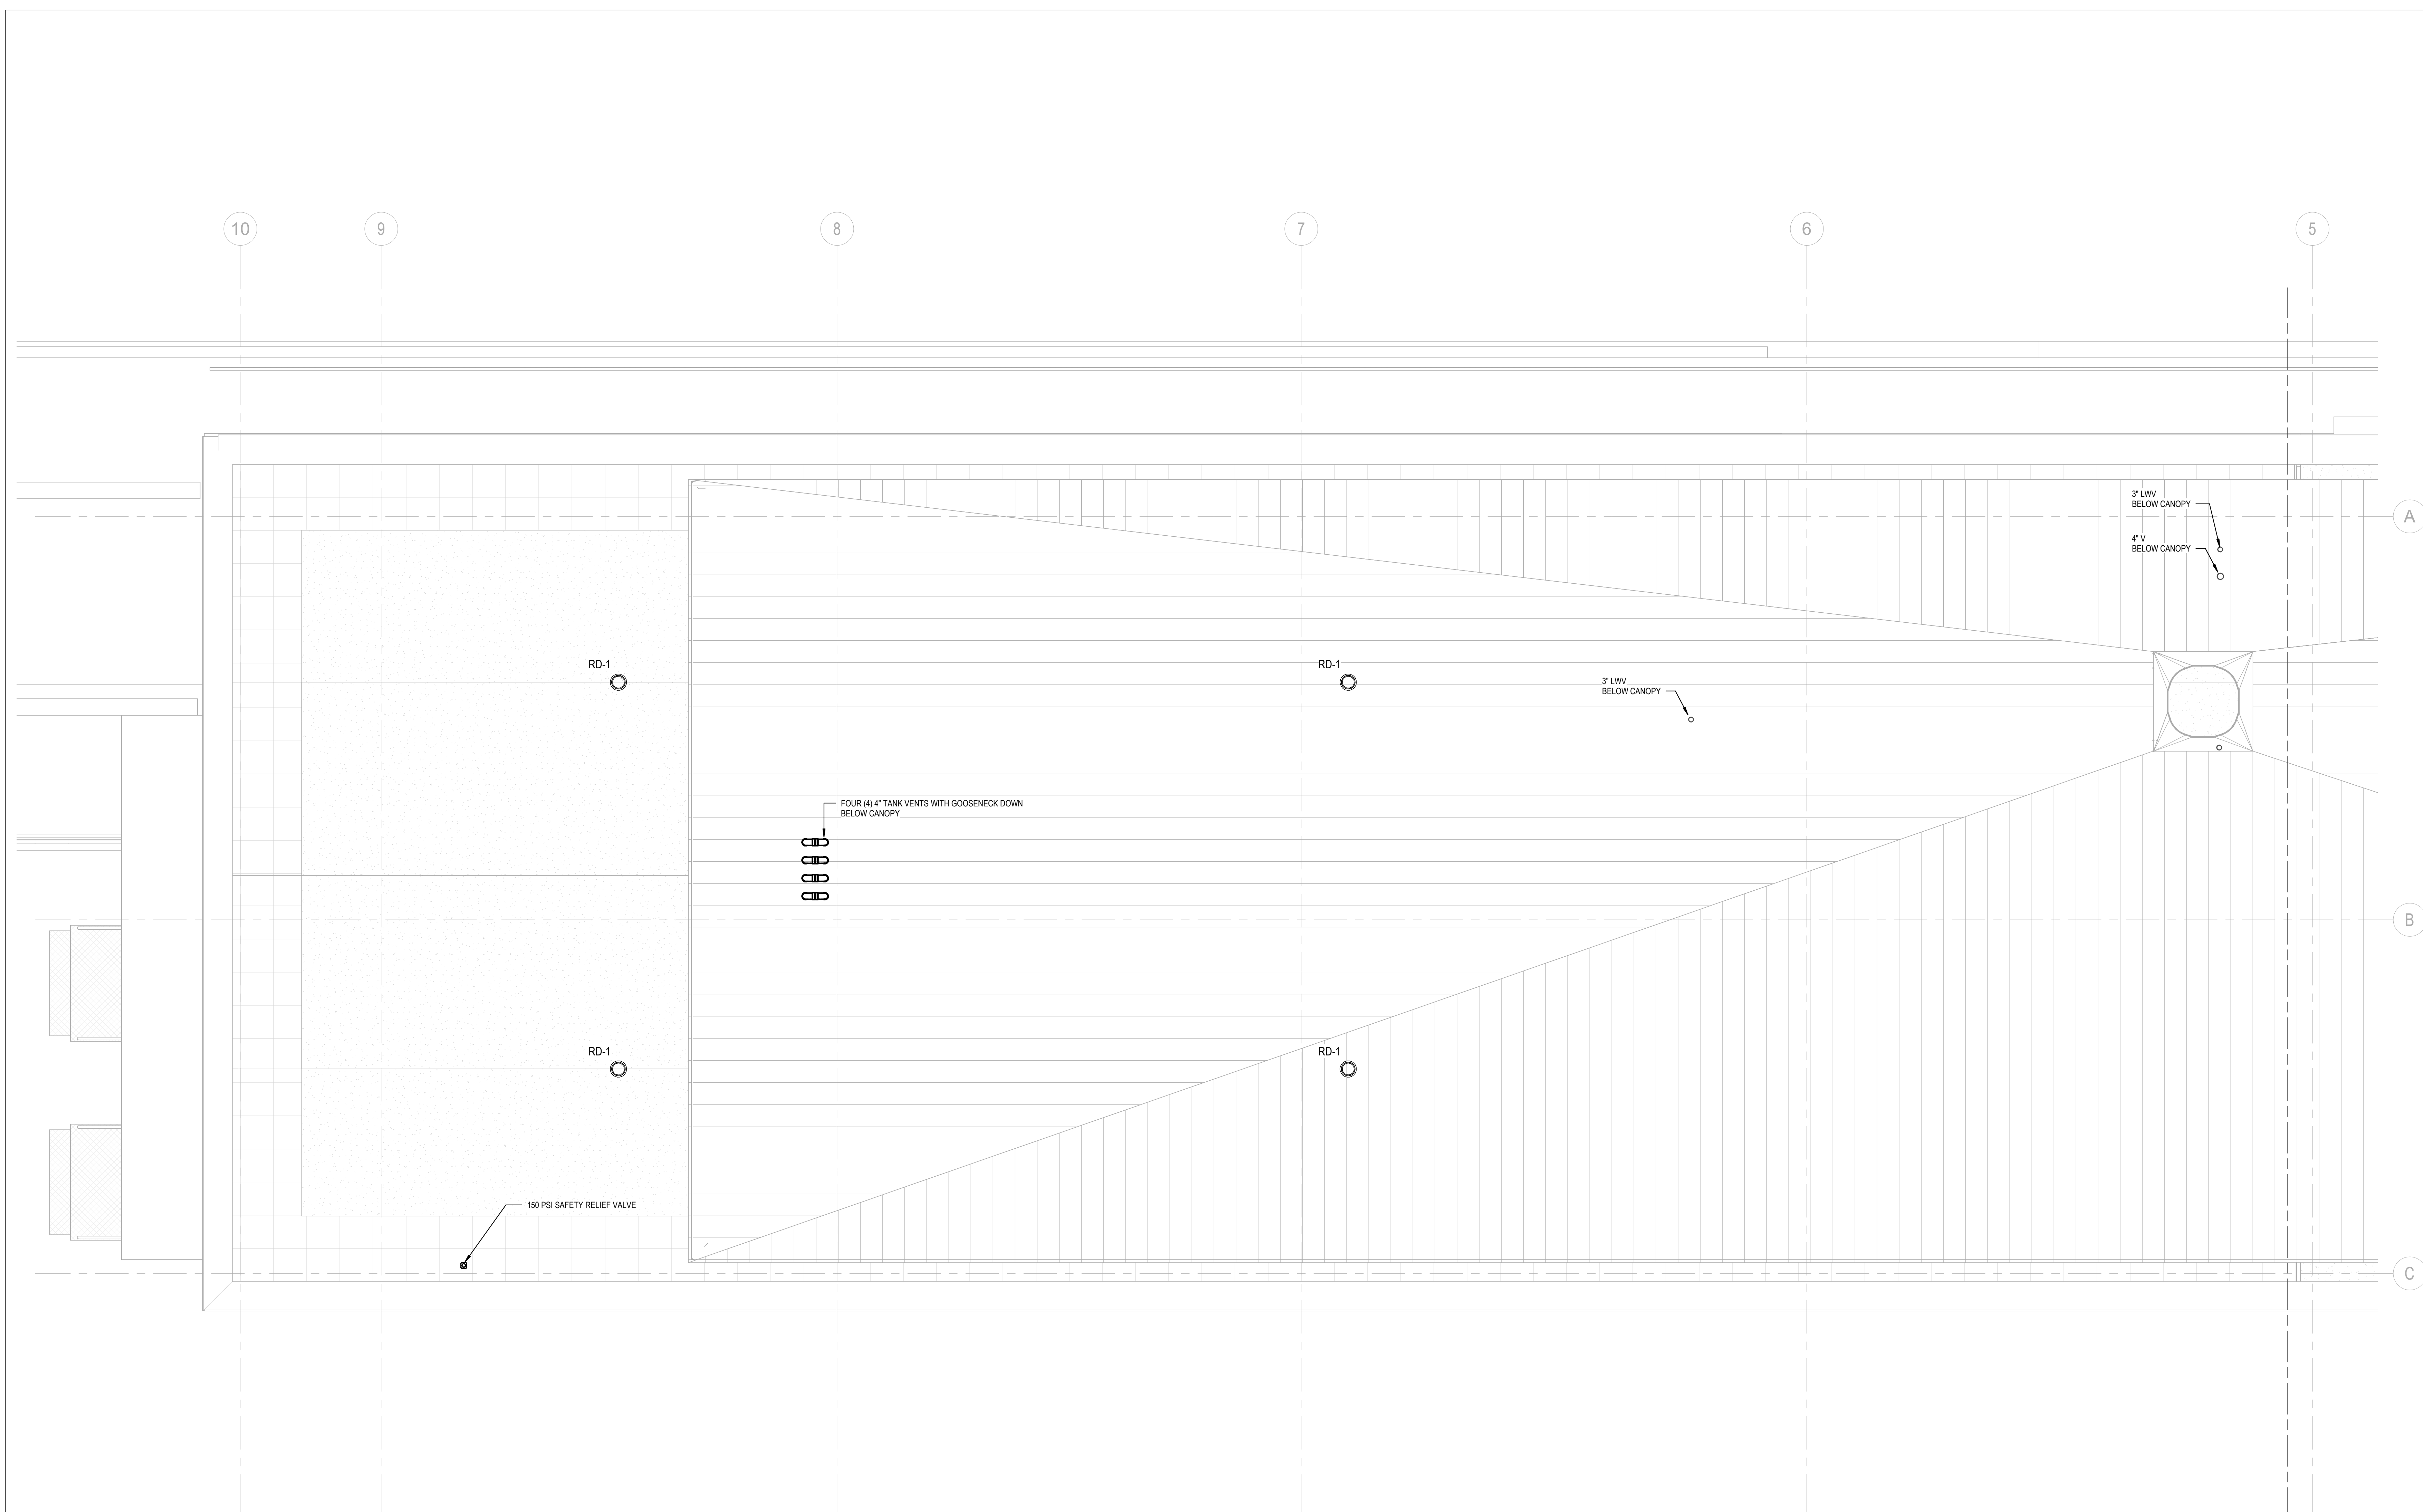 10
9
8
7
6
5
3" LWV
BELOW CANOPY
A
4" V
BELOW CANOPY
RD-1
RD-1
3" LWV
BELOW CANOPY
FOUR (4) 4" TANK VENTS WITH GOOSENECK DOWN
BELOW CANOPY
B
RD-1
RD-1
150 PSI SAFETY RELIEF VALVE
C